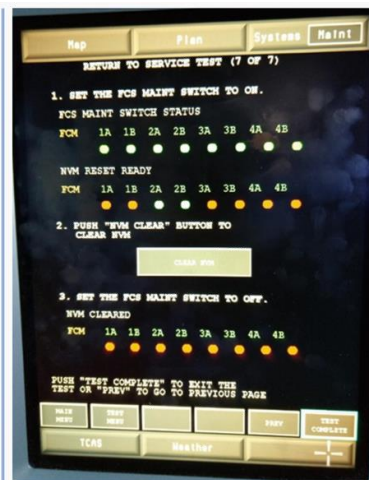 Map Plan Systems Maint
RETURN TO SERVICE TEST (7 OF 7)
1. SET THE FCS MAINT SWITCH TO ON.
FCS MAINT SWITCH STATUS
FCM 1A 1B 2A 2B 3A 3B 4A 4B
NVM RESET READY
FCM 1A 1B 2A 2B 3A 3B 4A 4B
2. PUSH "NVM CLEAR" BUTTON TO
CLEAR NVM
CLEAR NVM
3. SET THE FCS MAINT SWITCH TO OFF.
NVM CLEARED
FCM 1A 1B 2A 2B 3A 3B 4A 4B
PUSH "TEST COMPLETE" TO EXIT THE
TEST OR "PREV" TO GO TO PREVIOUS PAGE
MAIN MENU TEST MENU PREV TEST COMPLETE
TCAS Weather